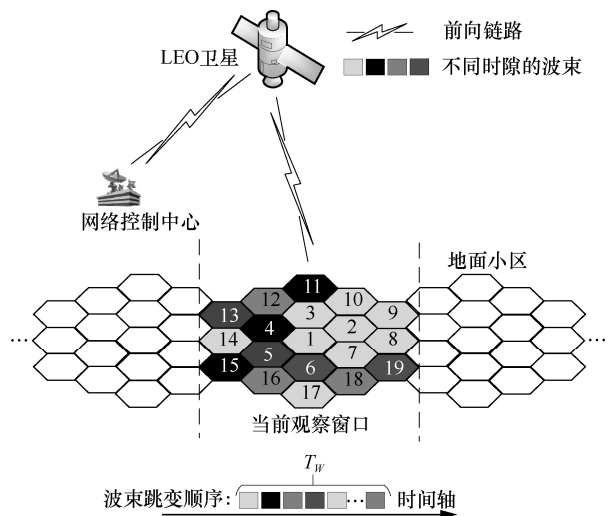 前向链路
LEO卫星
不同时隙的波束
网络控制中心
地面小区
11
12 10
13 3 9
4 2
14 1 8
5 7
15 6 19
16 18
17
... ...
当前观察窗口
T_W
波束跳变顺序: ... 时间轴